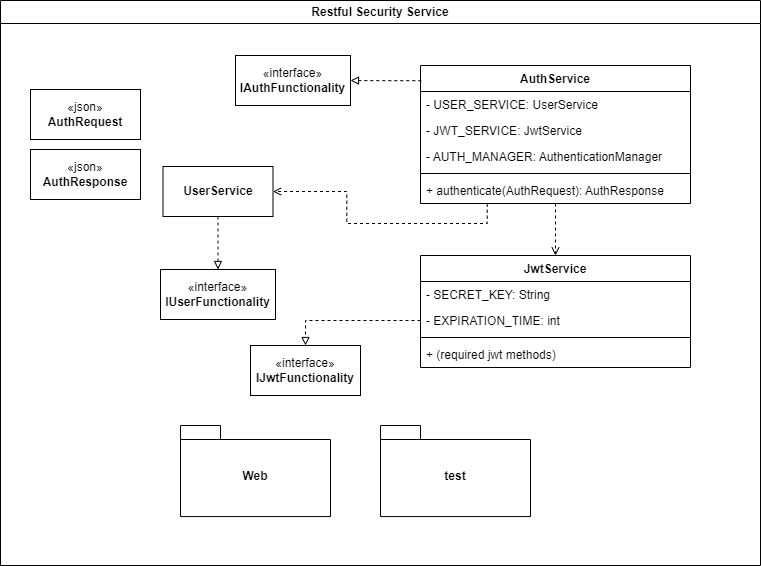 Restful Security Service
«interface»
IAuthFunctionality
AuthService
- USER_SERVICE: UserService
- JWT_SERVICE: JwtService
- AUTH_MANAGER: AuthenticationManager
+ authenticate(AuthRequest): AuthResponse
«json»
AuthRequest
«json»
AuthResponse
UserService
«interface»
IUserFunctionality
JwtService
- SECRET_KEY: String
- EXPIRATION_TIME: int
+ (required jwt methods)
«interface»
IJwtFunctionality
Web
test